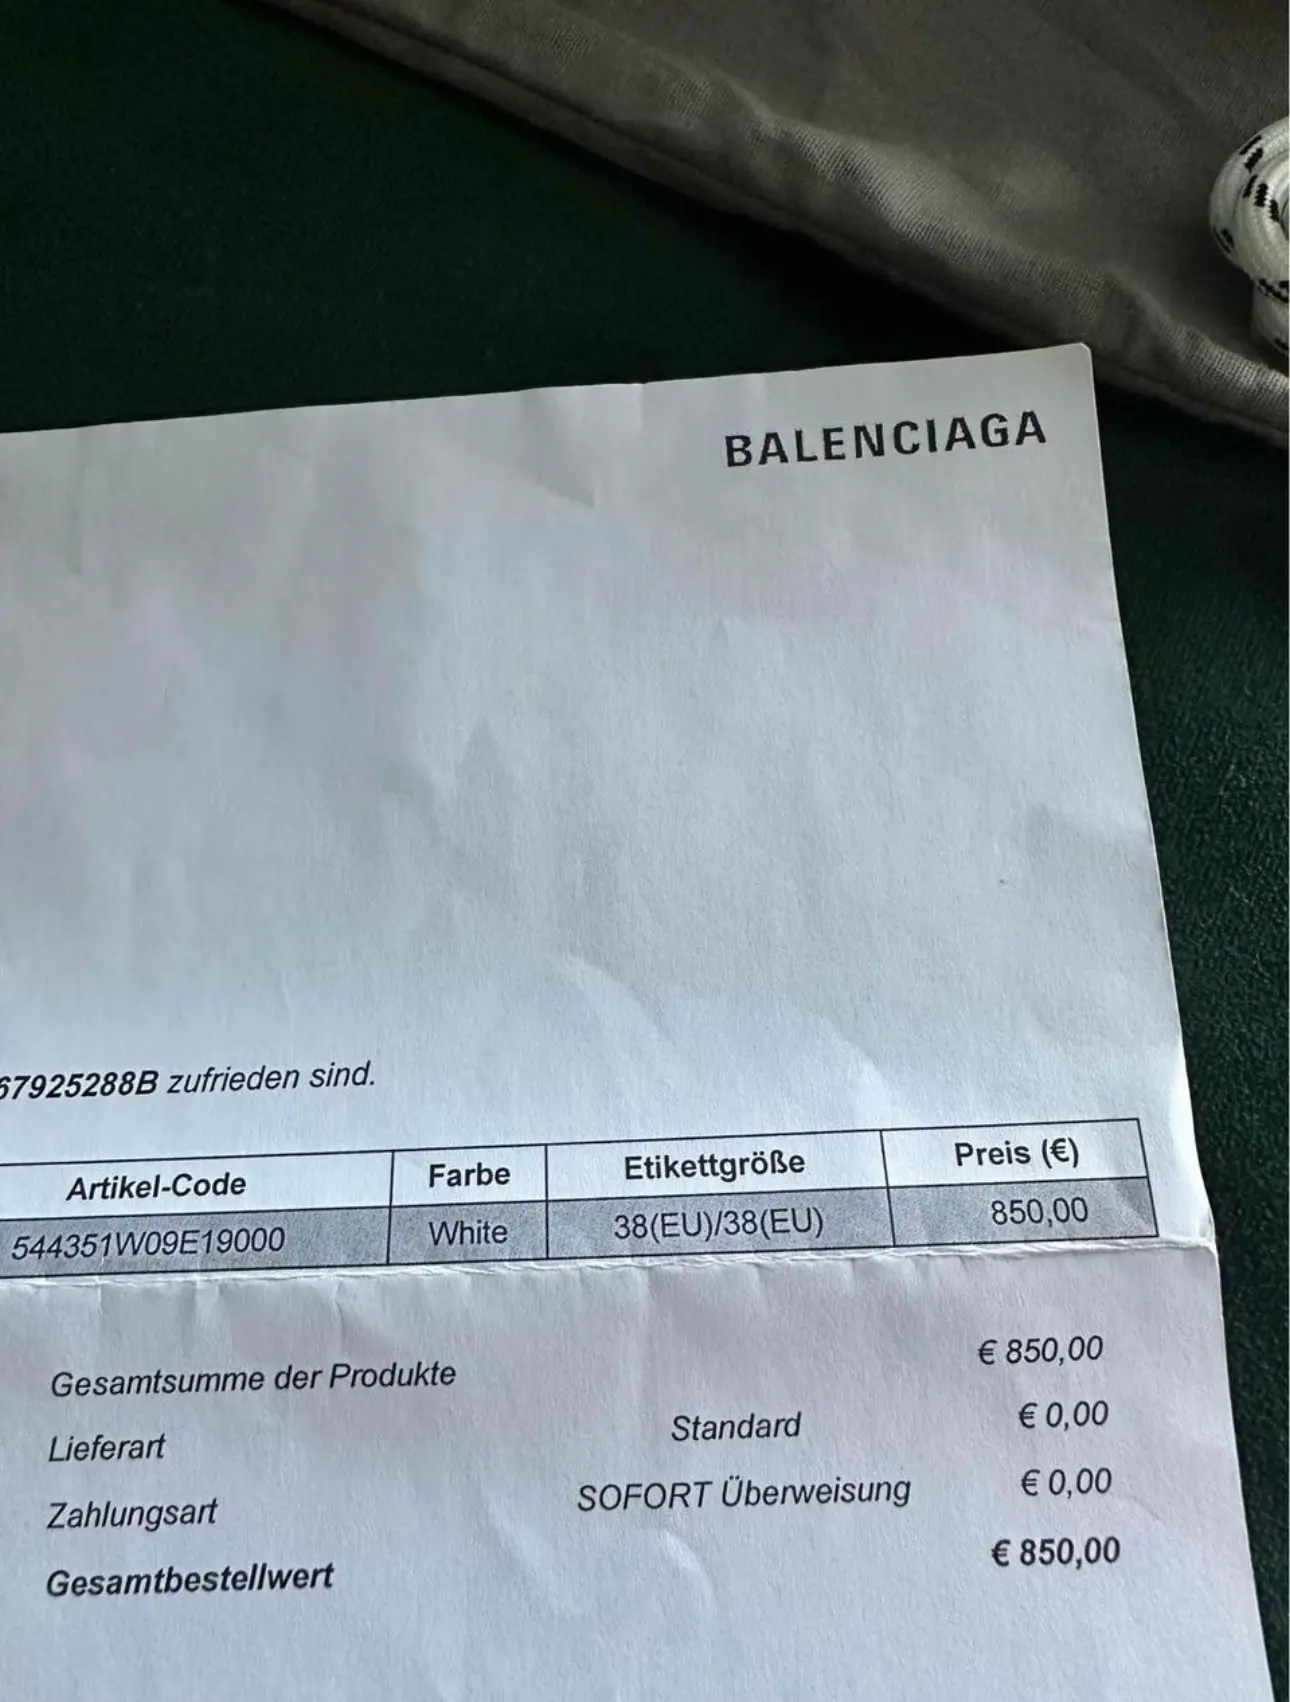 BALENCIAGA
67925288B zufrieden sind.
Artikel-Code Farbe Etikettgröße Preis (€)
544351W09E19000 White 38(EU)/38(EU) 850,00
Gesamtsumme der Produkte € 850,00
Lieferart Standard € 0,00
Zahlungsart SOFORT Überweisung € 0,00
Gesamtbestellwert € 850,00